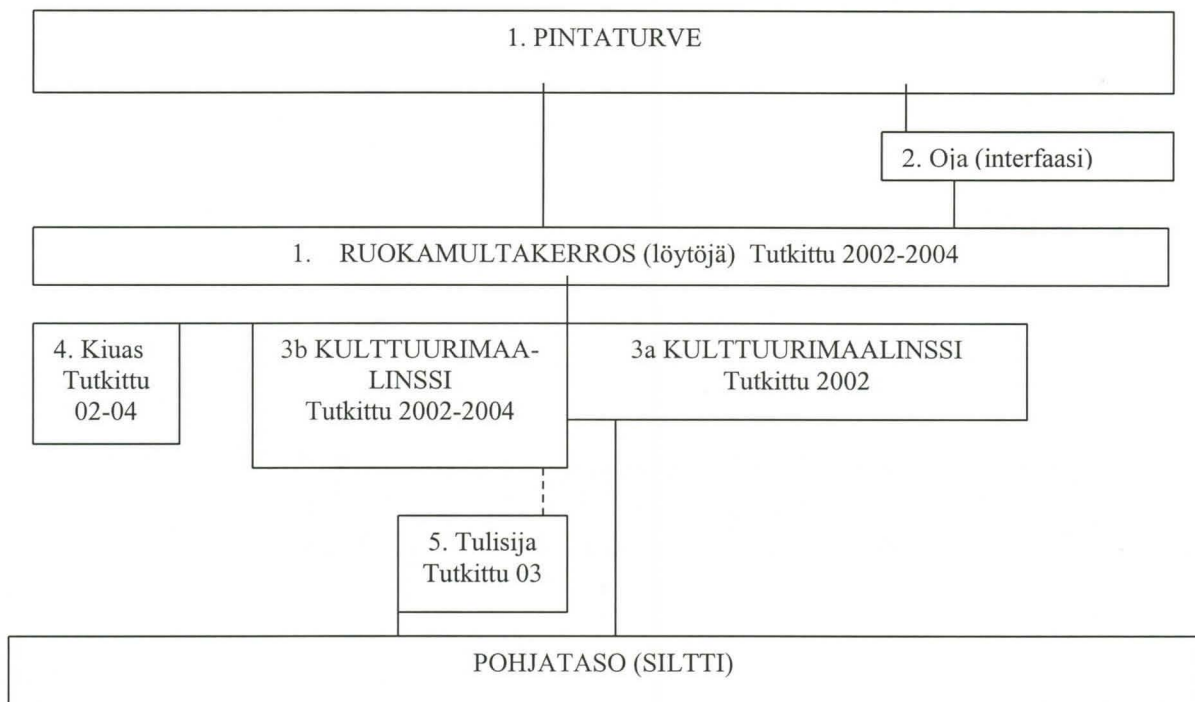 1. PINTATURVE
2. Oja (interfaasi)
1. RUOKAMULTAKERROS (löytöjä) Tutkittu 2002-2004
4. Kiuas
Tutkittu
02-04
3b KULTTUURIMAA-
LINSSI
Tutkittu 2002-2004
3a KULTTUURIMAALINSSI
Tutkittu 2002
5. Tulisija
Tutkittu 03
POHJATASO (SILTTI)